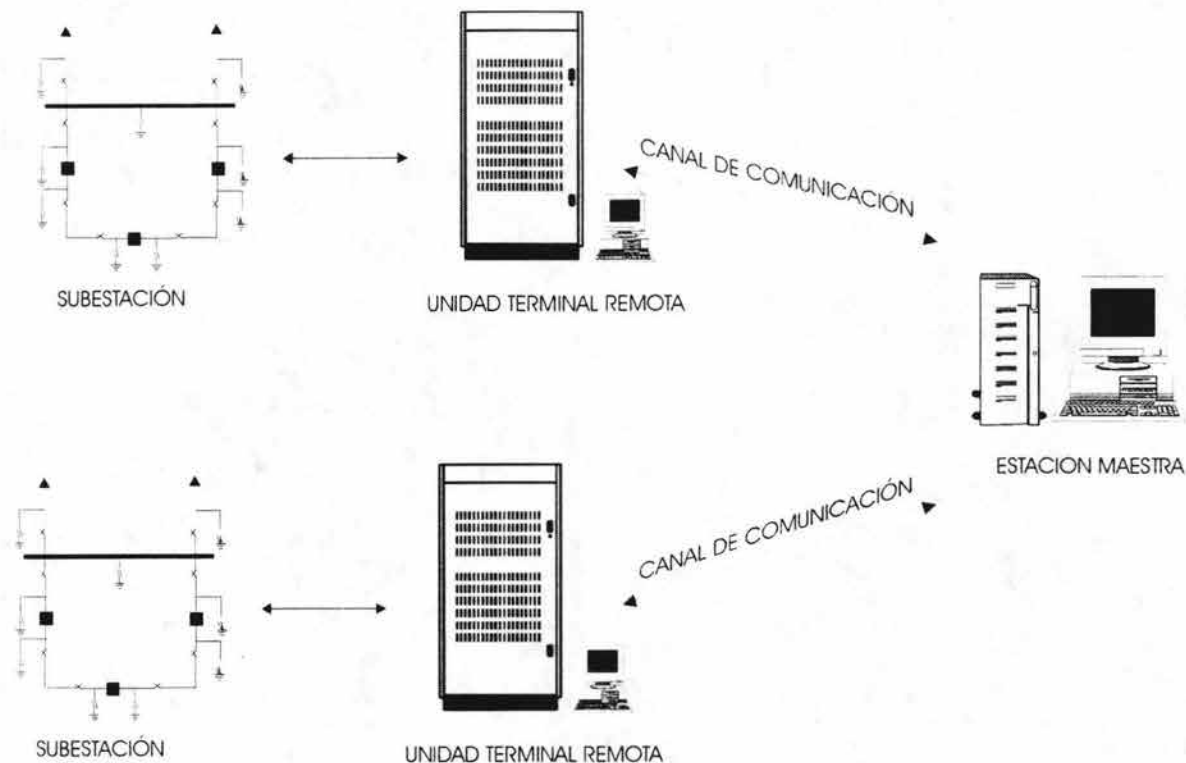 CANAL DE COMUNICACIÓN
SUBESTACIÓN
UNIDAD TERMINAL REMOTA
ESTACION MAESTRA
CANAL DE COMUNICACIÓN
SUBESTACIÓN
UNIDAD TERMINAL REMOTA